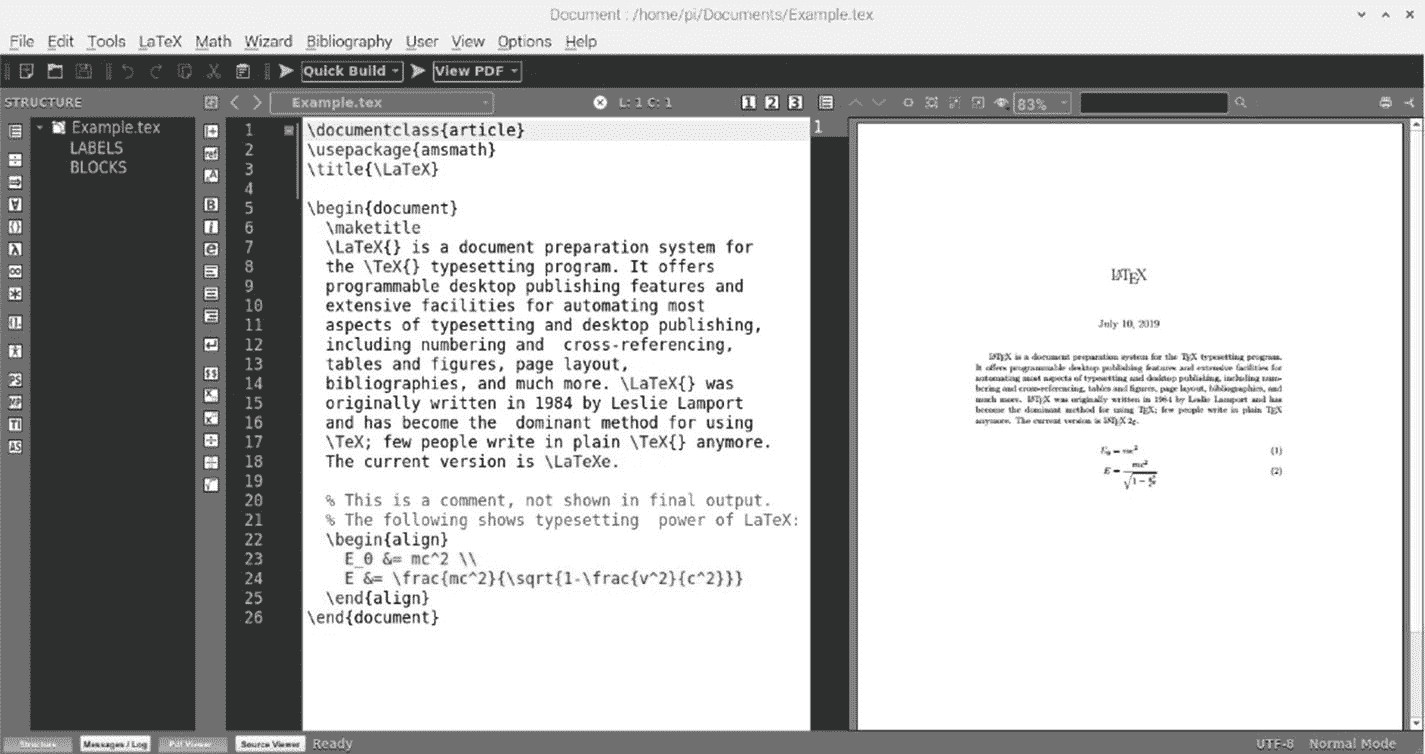 Document : /home/pi/Documents/Example.tex
File Edit Tools LaTeX Math Wizard Bibliography User View Options Help
Quick Build View PDF
STRUCTURE Example.tex L: 1 C: 1 1 2 3 83%
Example.tex
LABELS
BLOCKS
1 \documentclass{article}
2 \usepackage{amsmath}
3 \title{\LaTeX}
4
5 \begin{document}
6 \maketitle
7 \LaTeX{} is a document preparation system for
8 the \TeX{} typesetting program. It offers
9 programmable desktop publishing features and
10 extensive facilities for automating most
11 aspects of typesetting and desktop publishing,
12 including numbering and  cross-referencing,
13 tables and figures, page layout,
14 bibliographies, and much more. \LaTeX{} was
15 originally written in 1984 by Leslie Lamport
16 and has become the  dominant method for using
17 \TeX; few people write in plain \TeX{} anymore.
18 The current version is \LaTeXe.
19
20 % This is a comment, not shown in final output.
21 % The following shows typesetting  power of LaTeX:
22 \begin{align}
23 E_0 &= mc^2 \\
24 E &= \frac{mc^2}{\sqrt{1-\frac{v^2}{c^2}}}
25 \end{align}
26 \end{document}
1
LATEX
July 10, 2019
LATEX is a document preparation system for the TEX typesetting program.
It offers programmable desktop publishing features and extensive facilities for
automating most aspects of typesetting and desktop publishing, including num-
bering and cross-referencing, tables and figures, page layout, bibliographies, and
much more. LATEX was originally written in 1984 by Leslie Lamport and has
become the dominant method for using TEX; few people write in plain TEX
anymore. The current version is LATEX 2ε.
E₀ = mc² (1)
E = mc² / √(1 − v²/c²) (2)
Structure Messages / Log Pdf Viewer Source Viewer Ready UTF-8 Normal Mode